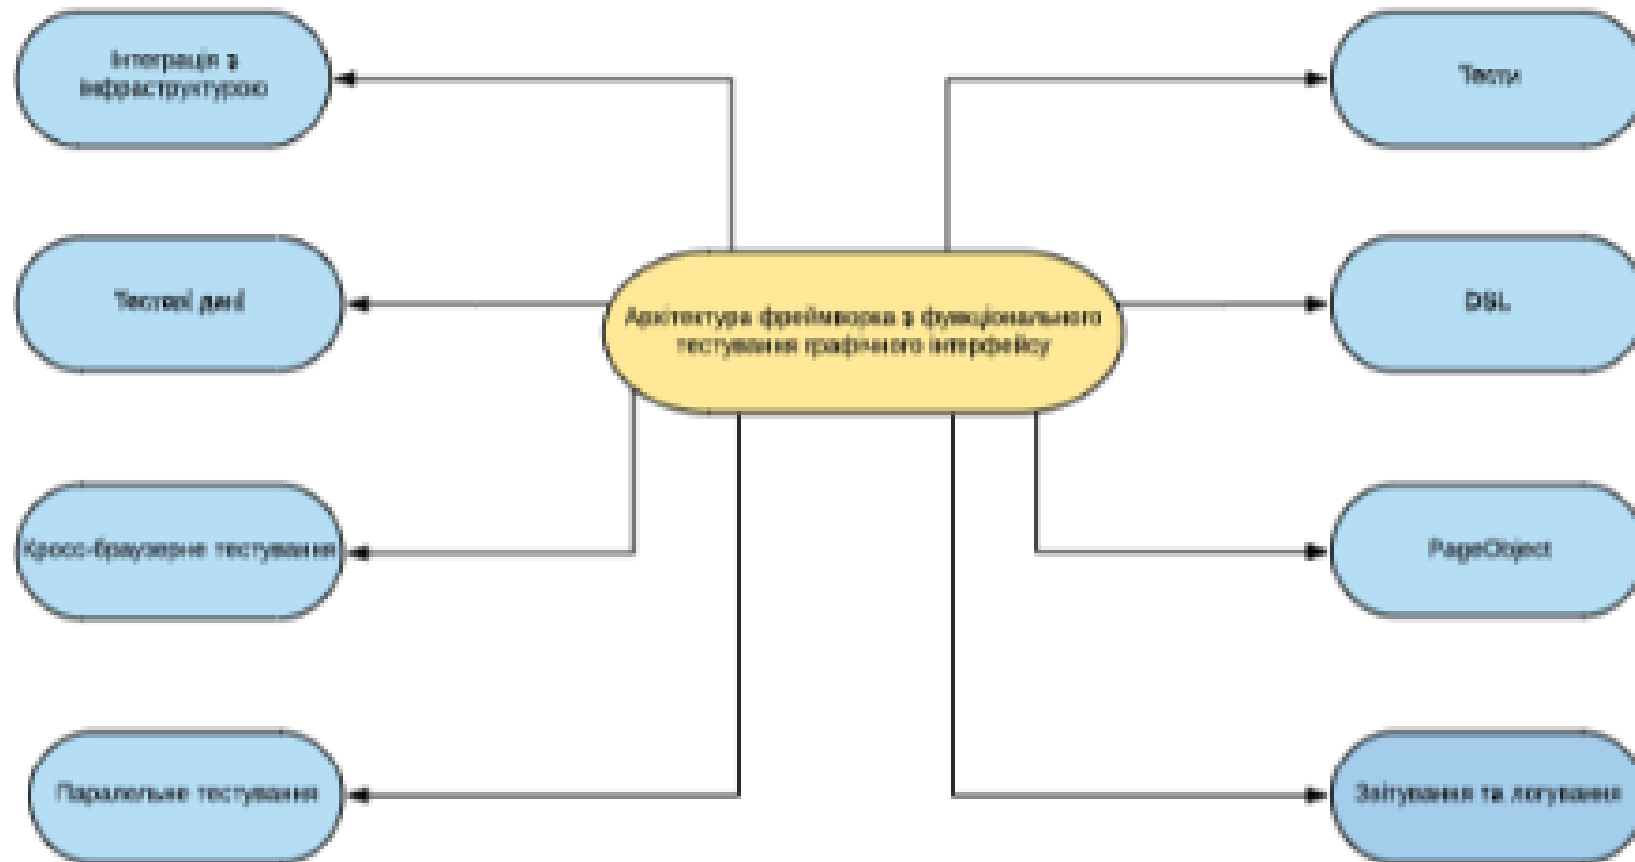 Інтеграція з
інфраструктурою
Тести
Тестові дані
DSL
Архітектура фреймворка з функціонального
тестування графічного інтерфейсу
Кросс-браузерне тестування
PageObject
Паралельне тестування
Звітування та логування